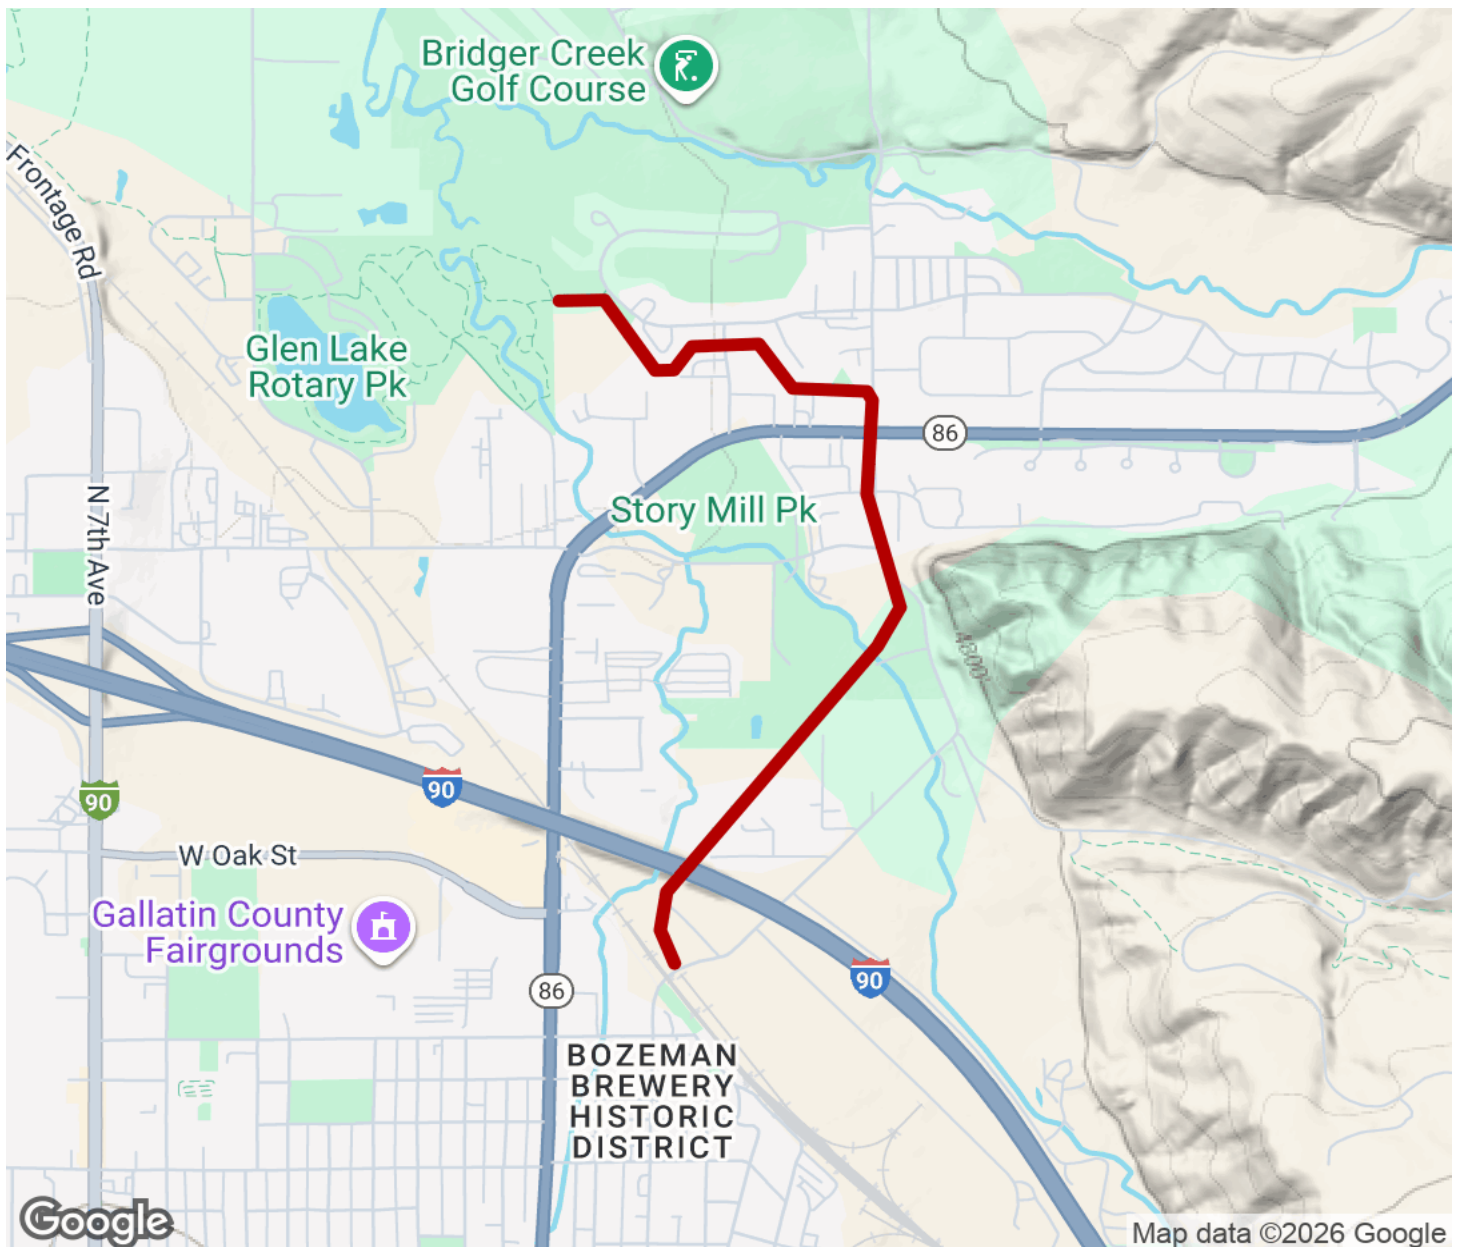 Bridger Creek
Golf Course
Frontage Rd
Glen Lake
Rotary Pk
86
Story Mill Pk
N 7th Ave
4800'
90
90
W Oak St
Gallatin County
Fairgrounds
90
86
BOZEMAN
BREWERY
HISTORIC
DISTRICT
Google
Map data ©2026 Google